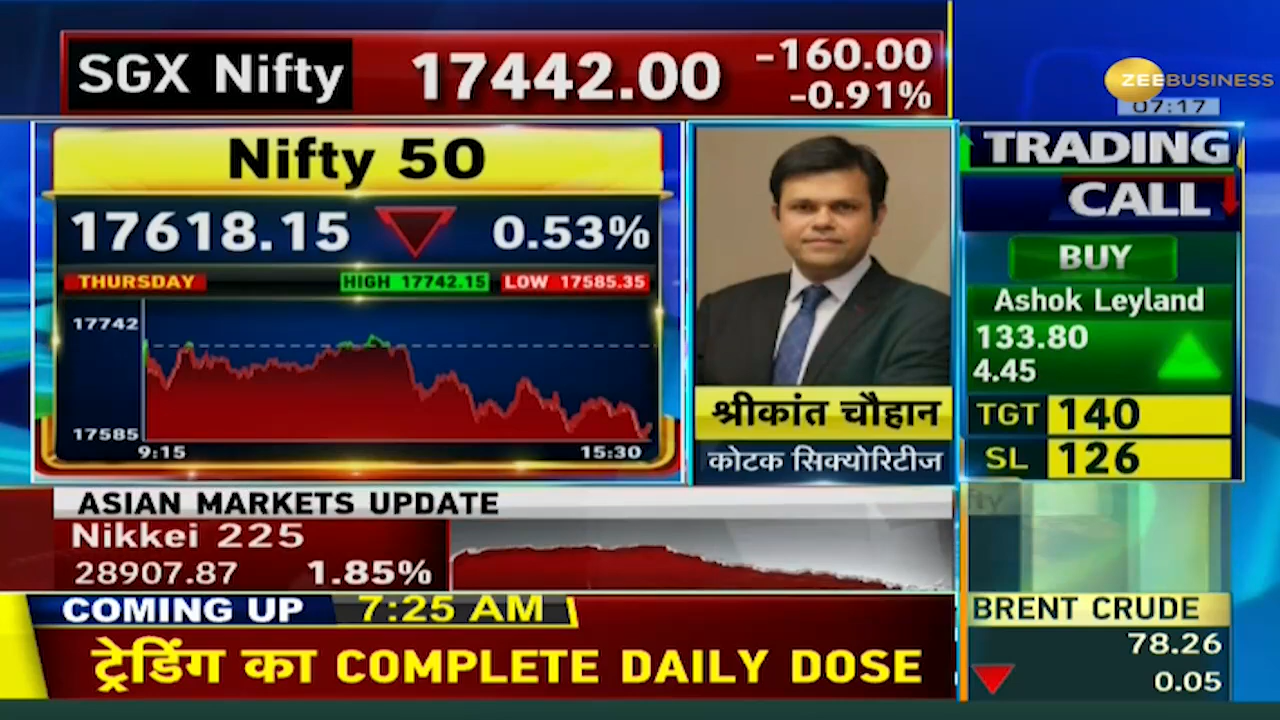 SGX Nifty 17442.00 -160.00
-0.91%
ZEEBUSINESS
07:17
Nifty 50
17618.15 0.53%
THURSDAY HIGH 17742.15 LOW 17585.35
17742
17585
9:15 15:30
श्रीकांत चौहान
कोटक सिक्योरिटीज
TRADING
CALL
BUY
Ashok Leyland
133.80
4.45
TGT 140
SL 126
ASIAN MARKETS UPDATE
Nikkei 225
28907.87 1.85%
COMING UP 7:25 AM
ट्रेडिंग का COMPLETE DAILY DOSE
BRENT CRUDE
78.26
0.05